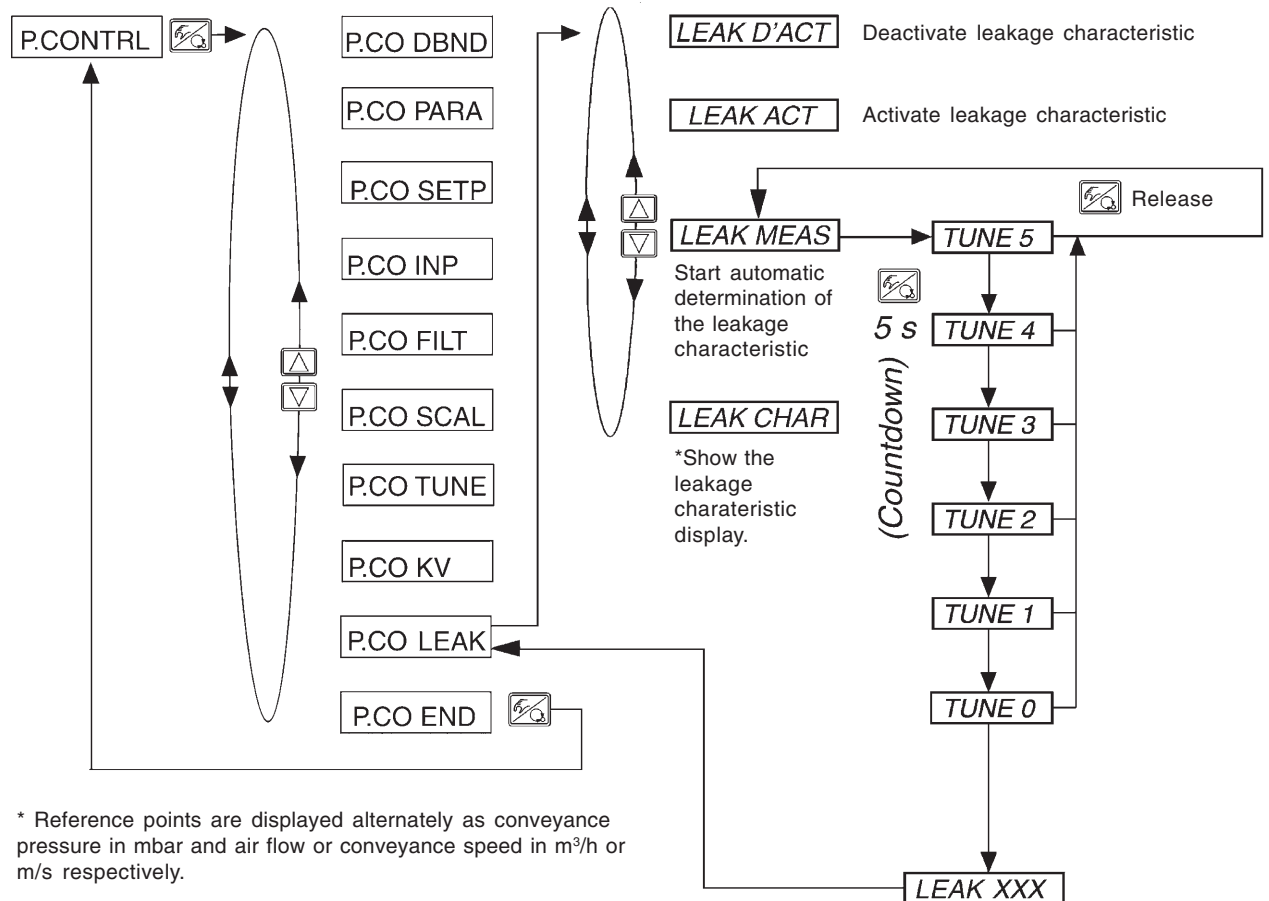 P.CONTRL
P.CO DBND
P.CO PARA
P.CO SETP
P.CO INP
P.CO FILT
P.CO SCAL
P.CO TUNE
P.CO KV
P.CO LEAK
P.CO END
LEAK D'ACT
Deactivate leakage characteristic
LEAK ACT
Activate leakage characteristic
LEAK MEAS
Start automatic
determination of
the leakage
characteristic
LEAK CHAR
*Show the
leakage
charateristic
display.
Release
5 s
(Countdown)
TUNE 5
TUNE 4
TUNE 3
TUNE 2
TUNE 1
TUNE 0
LEAK XXX
* Reference points are displayed alternately as conveyance
pressure in mbar and air flow or conveyance speed in m³/h or
m/s respectively.